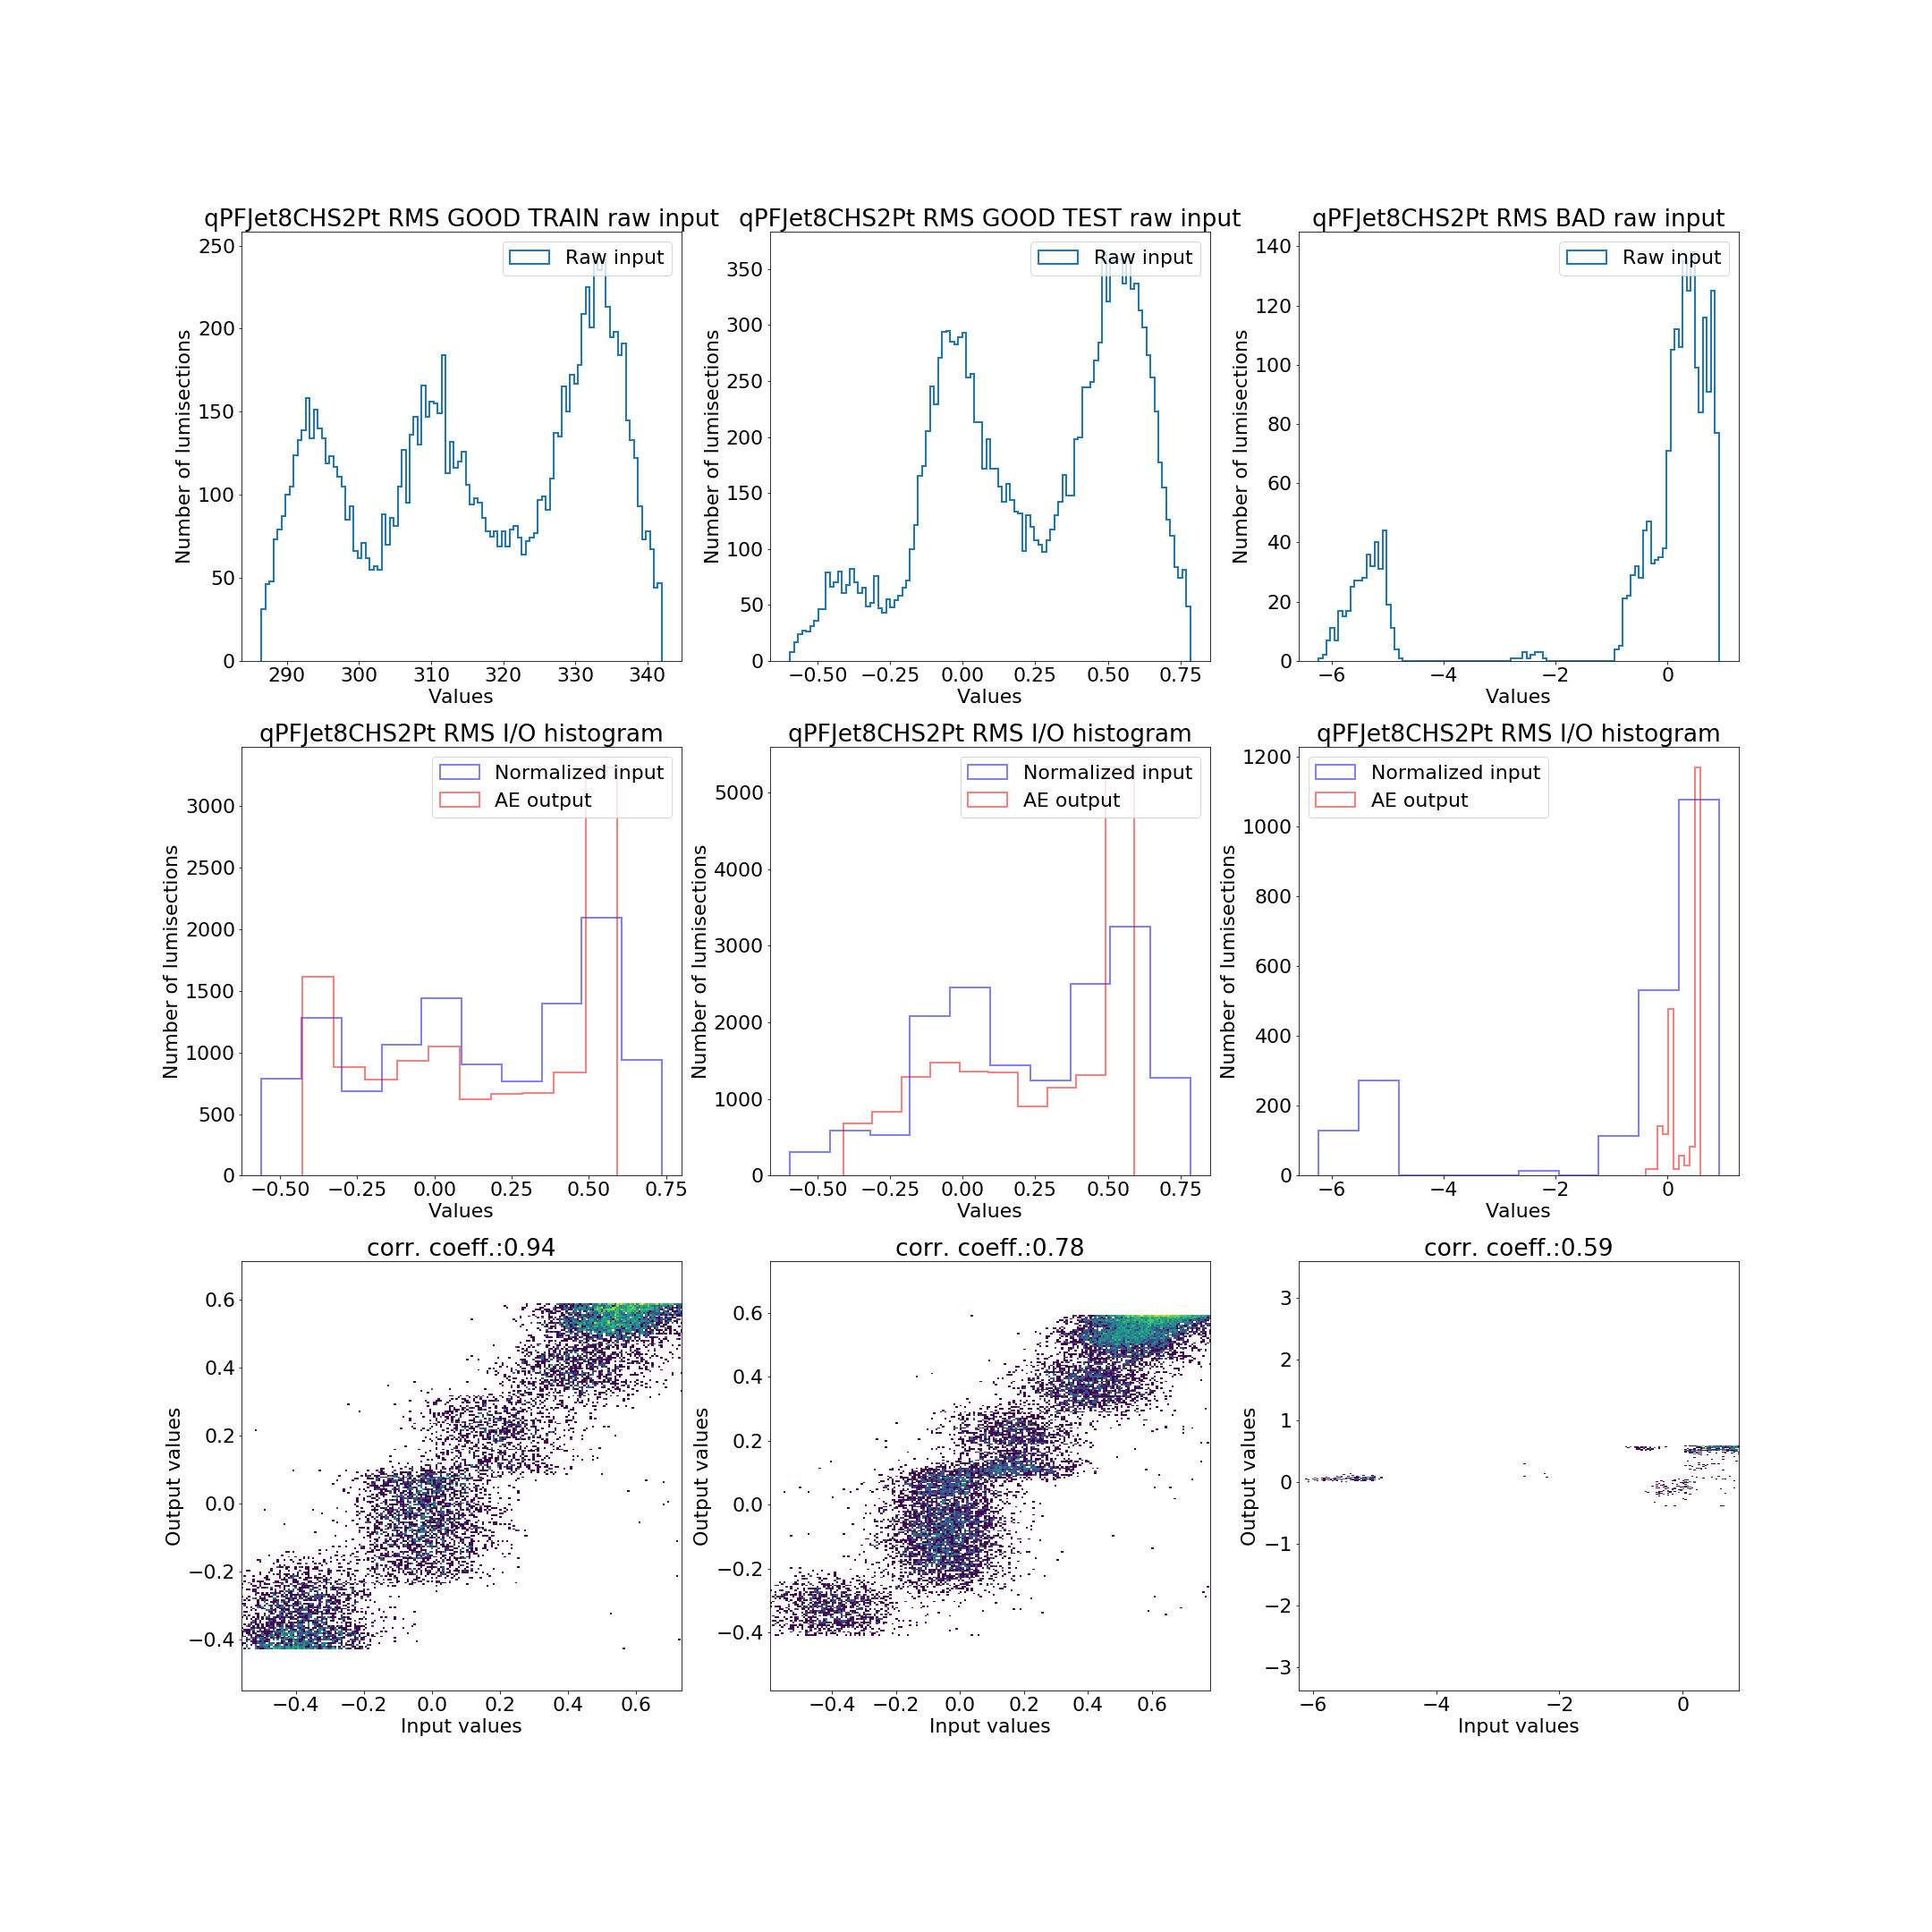 qPFJet8CHS2Pt RMS GOOD TRAIN raw input
Raw input
Number of lumisections
0 50 100 150 200 250
290 300 310 320 330 340
Values
qPFJet8CHS2Pt RMS GOOD TEST raw input
Raw input
Number of lumisections
0 50 100 150 200 250 300 350
−0.50 −0.25 0.00 0.25 0.50 0.75
Values
qPFJet8CHS2Pt RMS BAD raw input
Raw input
Number of lumisections
0 20 40 60 80 100 120 140
−6 −4 −2 0
Values
qPFJet8CHS2Pt RMS I/O histogram
Normalized input
AE output
Number of lumisections
0 500 1000 1500 2000 2500 3000
−0.50 −0.25 0.00 0.25 0.50 0.75
Values
qPFJet8CHS2Pt RMS I/O histogram
Normalized input
AE output
Number of lumisections
0 1000 2000 3000 4000 5000
−0.50 −0.25 0.00 0.25 0.50 0.75
Values
qPFJet8CHS2Pt RMS I/O histogram
Normalized input
AE output
Number of lumisections
0 200 400 600 800 1000 1200
−6 −4 −2 0
Values
corr. coeff.:0.94
Output values
−0.4 −0.2 0.0 0.2 0.4 0.6
−0.4 −0.2 0.0 0.2 0.4 0.6
Input values
corr. coeff.:0.78
Output values
−0.4 −0.2 0.0 0.2 0.4 0.6
−0.4 −0.2 0.0 0.2 0.4 0.6
Input values
corr. coeff.:0.59
Output values
−3 −2 −1 0 1 2 3
−6 −4 −2 0
Input values